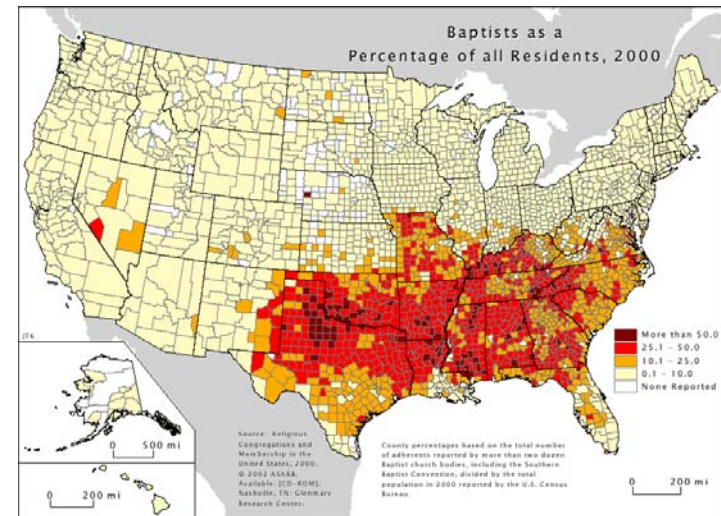 Baptists as a
Percentage of all Residents, 2000
JTK
More than 50.0
25.1 - 50.0
10.1 - 25.0
0.1 - 10.0
None Reported
0 500 mi
0 200 mi
Source: Religious
Congregations and
Membership in the
United States, 2000.
© 2002 ASARB.
Available: [CD-ROM].
Nashville, TN: Glenmary
Research Center.
County percentages based on the total number
of adherents reported by more than two dozen
Baptist church bodies, including the Southern
Baptist Convention, divided by the total
population in 2000 reported by the U.S. Census
Bureau.
0 200 mi